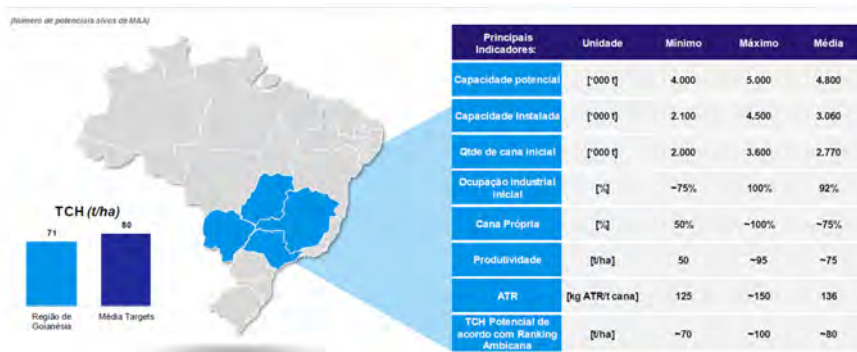 (Número de potenciais alvos de M&A)
TCH (t/ha)
71
80
Região de
Goianésia
Média Targets
Principais
Indicadores:
Unidade
Mínimo
Máximo
Média
Capacidade potencial
['000 t]
4.000
5.000
4.800
Capacidade Instalada
['000 t]
2.100
4.500
3.060
Qtde de cana inicial
['000 t]
2.000
3.600
2.770
Ocupação industrial
inicial
[%]
~75%
100%
92%
Cana Própria
[%]
50%
~100%
~75%
Produtividade
[t/ha]
50
~95
~75
ATR
[kg ATR/t cana]
125
~150
136
TCH Potencial de
acordo com Ranking
Ambicana
[t/ha]
~70
~100
~80